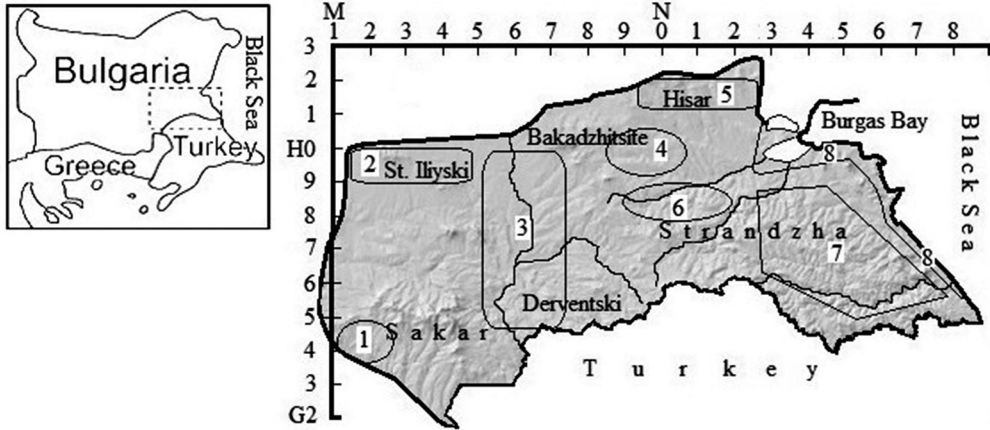 Bulgaria
Black Sea
Greece
Turkey
M N
1 2 3 4 5 6 7 8 9 0 1 2 3 4 5 6 7 8
3
2
1
H0
9
8
7
6
5
4
3
G2
Hisar 5
Bakadzhitsite
4
Burgas Bay
Black Sea
2 St. Iliyski
8
6
3
Strandzha
7
8
Derventski
1 Sakar
Turkey